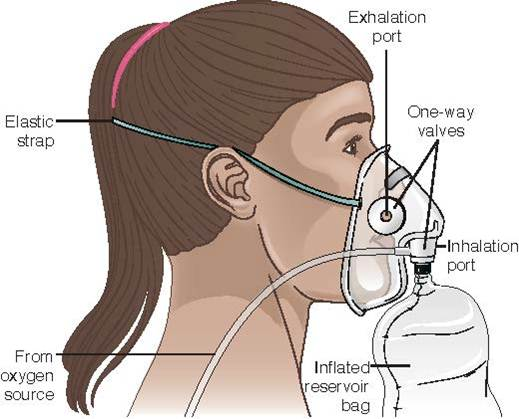 Exhalation
port
One-way
valves
Elastic
strap
Inhalation
port
From
oxygen
source
Inflated
reservoir
bag